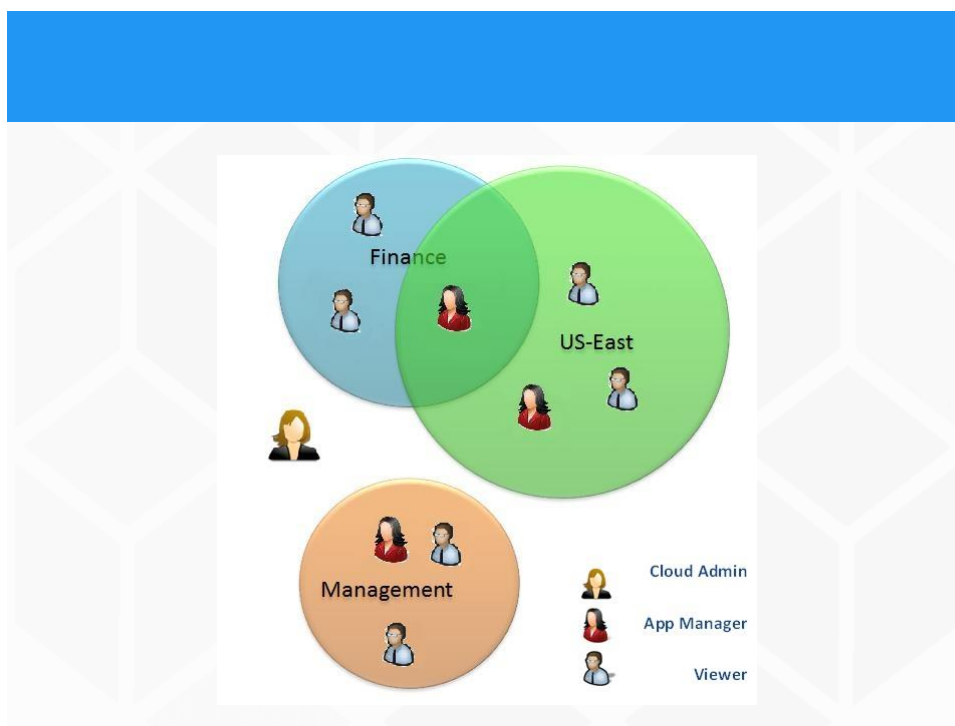 Finance
US-East
Management
Cloud Admin
App Manager
Viewer